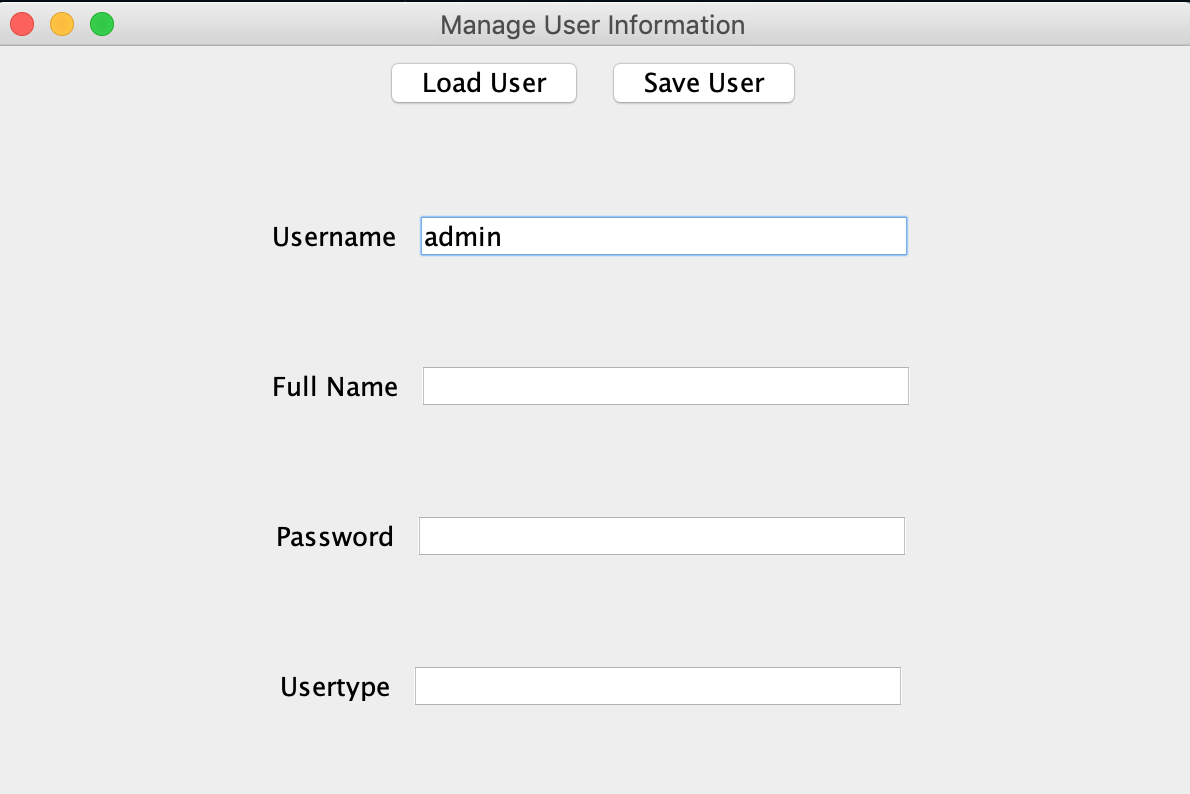 Manage User Information
Load User Save User
Username admin
Full Name
Password
Usertype